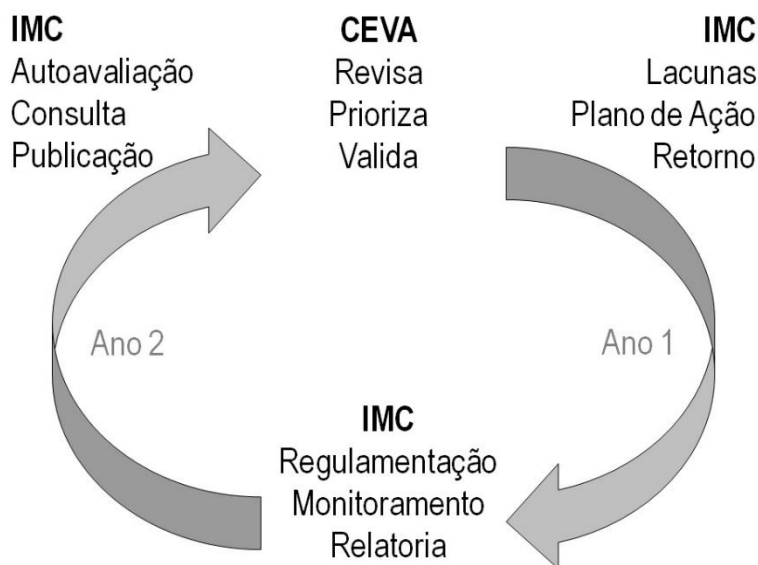 IMC
Autoavaliação
Consulta
Publicação
CEVA
Revisa
Prioriza
Valida
IMC
Lacunas
Plano de Ação
Retorno
Ano 2
Ano 1
IMC
Regulamentação
Monitoramento
Relatoria